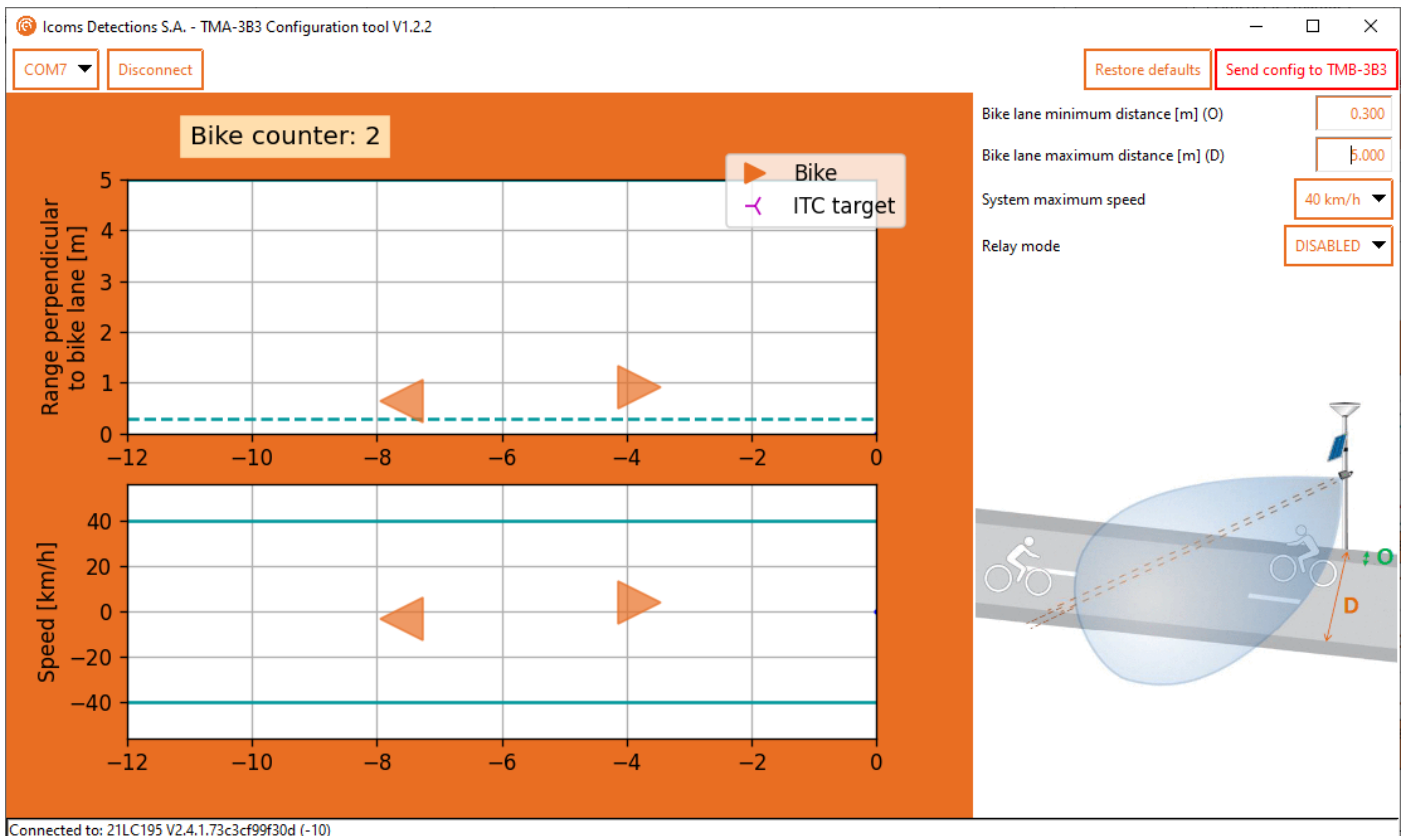 Icoms Detections S.A. - TMA-3B3 Configuration tool V1.2.2
COM7 Disconnect Restore defaults Send config to TMB-3B3
Bike counter: 2
Bike
ITC target
Range perpendicular
to bike lane [m]
5
4
3
2
1
0
−12 −10 −8 −6 −4 −2 0
Speed [km/h]
40
20
0
−20
−40
−12 −10 −8 −6 −4 −2 0
Bike lane minimum distance [m] (O) 0.300
Bike lane maximum distance [m] (D) 5.000
System maximum speed 40 km/h
Relay mode DISABLED
O
D
Connected to: 21LC195 V2.4.1.73c3cf99f30d (-10)